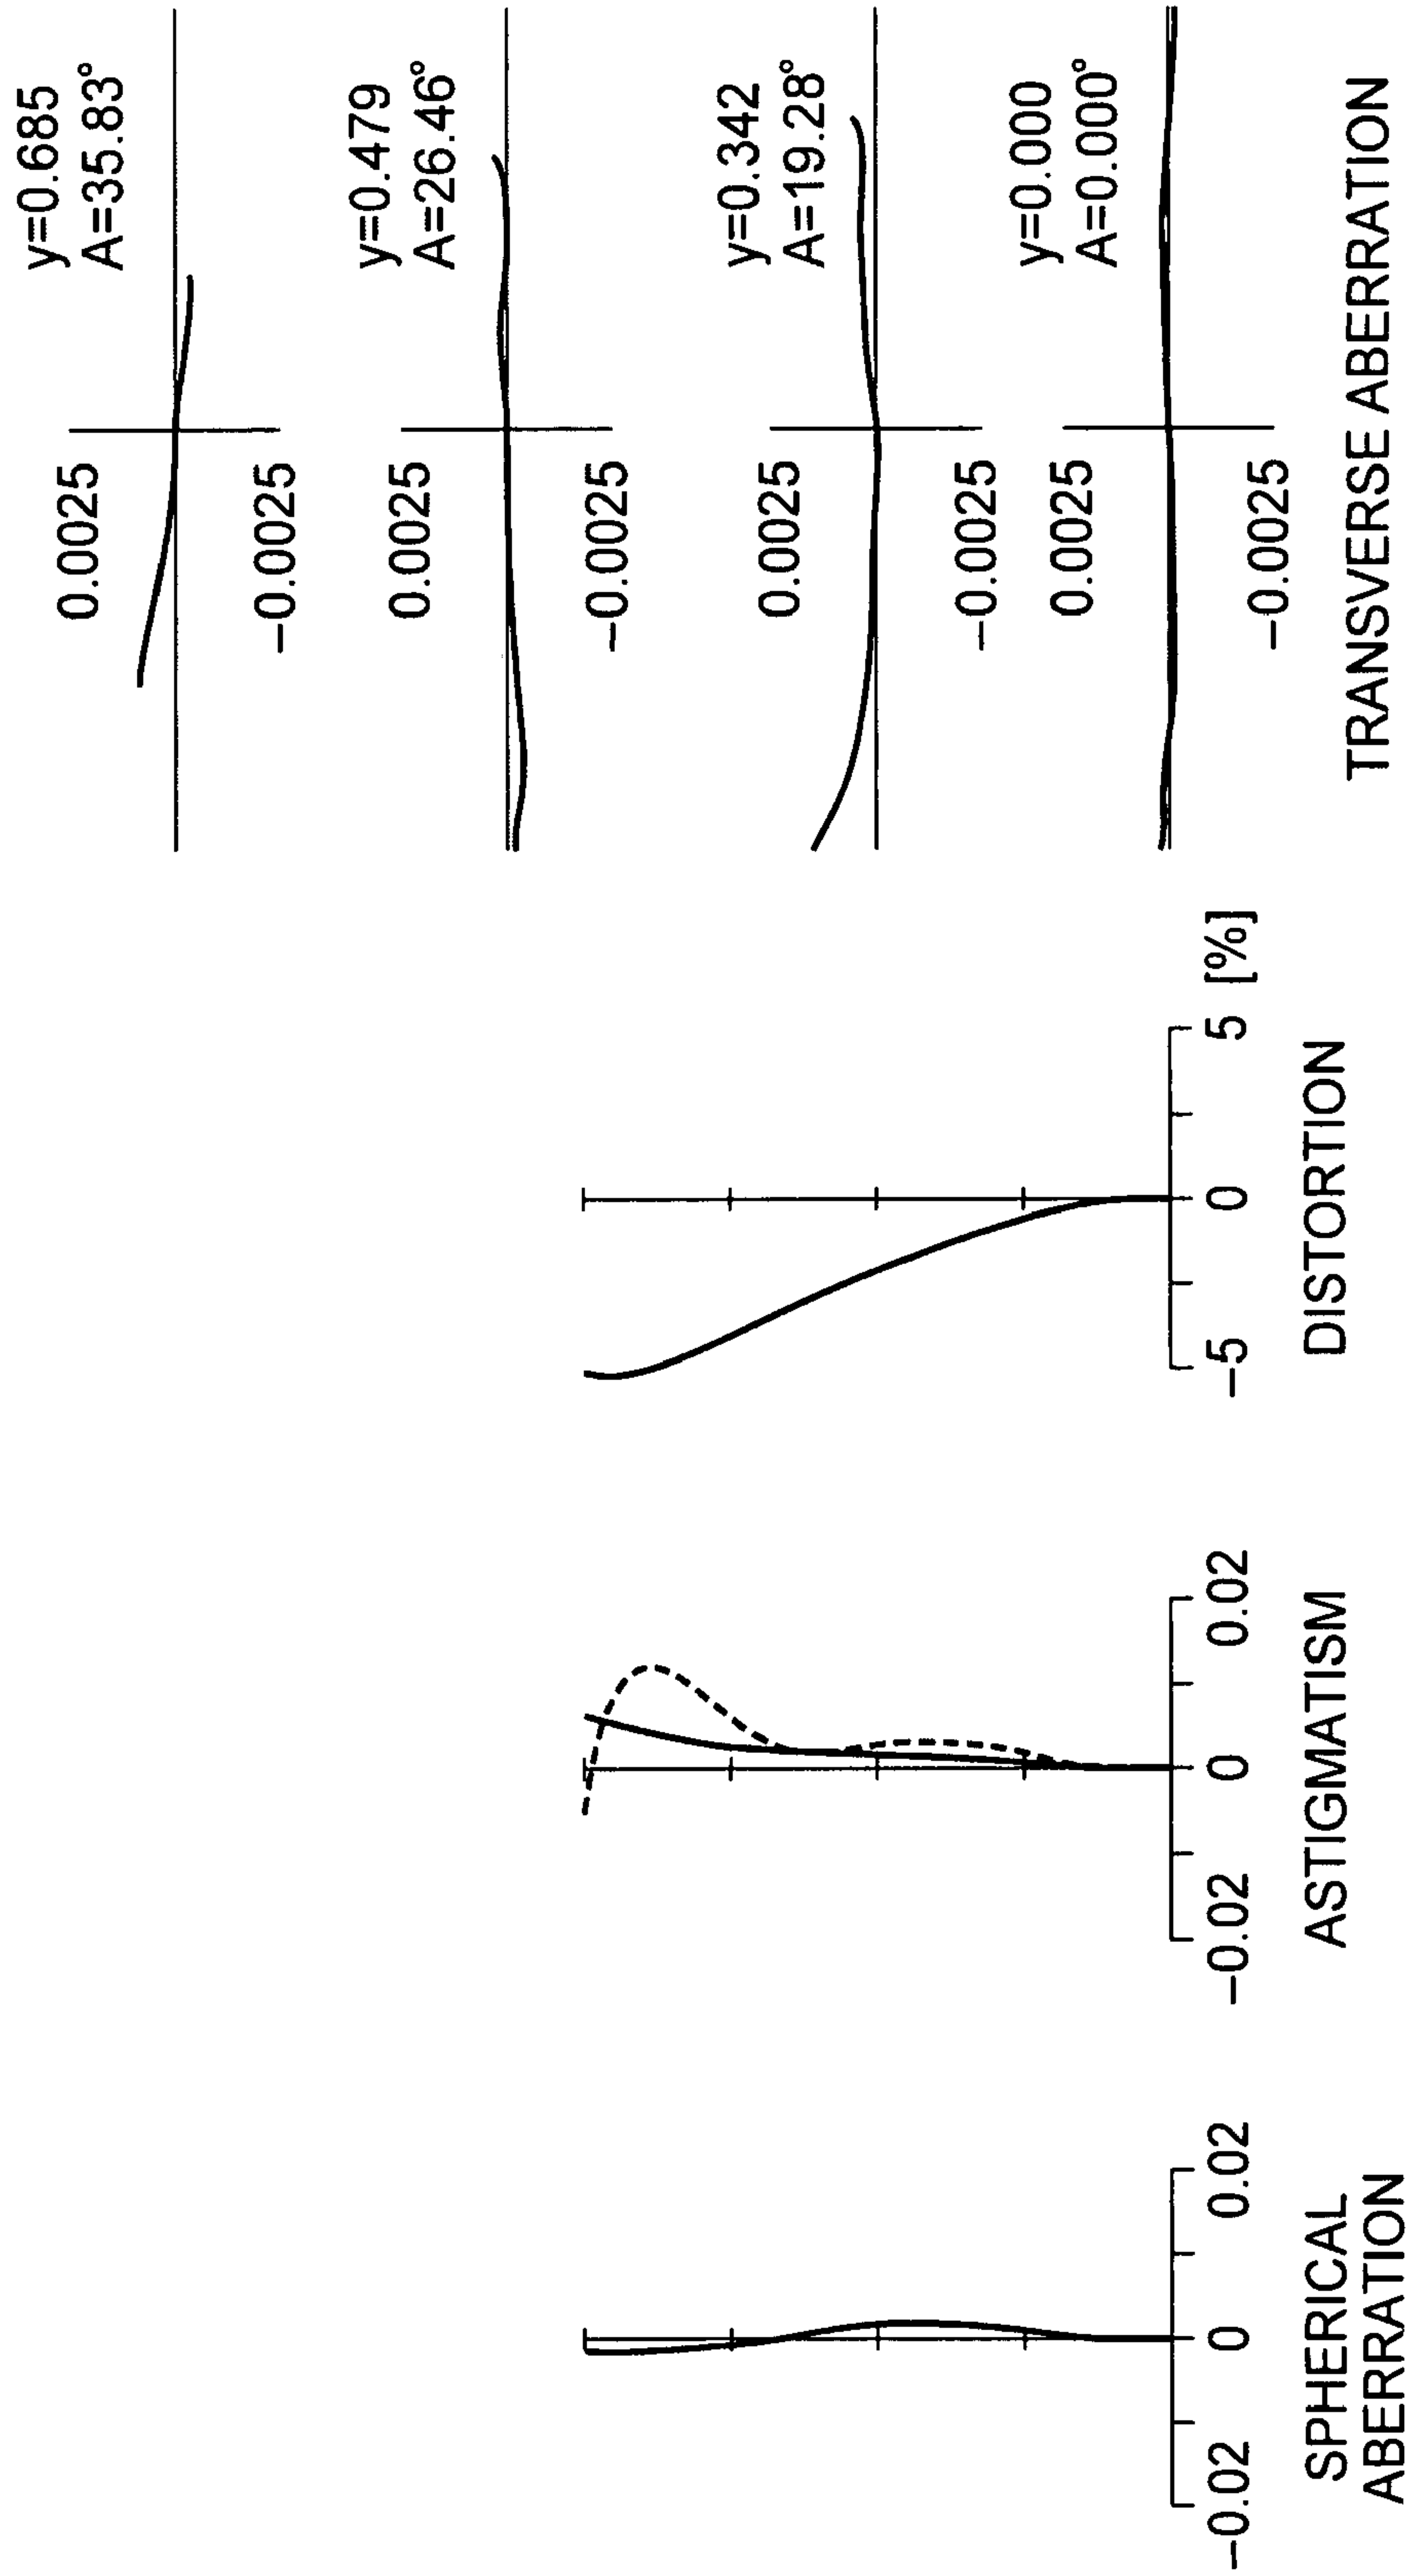 −0.02
0
0.02
SPHERICAL
ABERRATION
−0.02
0
0.02
ASTIGMATISM
−5
0
5
[%]
DISTORTION
y=0.685
A=35.83°
0.0025
−0.0025
y=0.479
A=26.46°
0.0025
−0.0025
y=0.342
A=19.28°
0.0025
−0.0025
y=0.000
A=0.000°
0.0025
−0.0025
TRANSVERSE ABERRATION